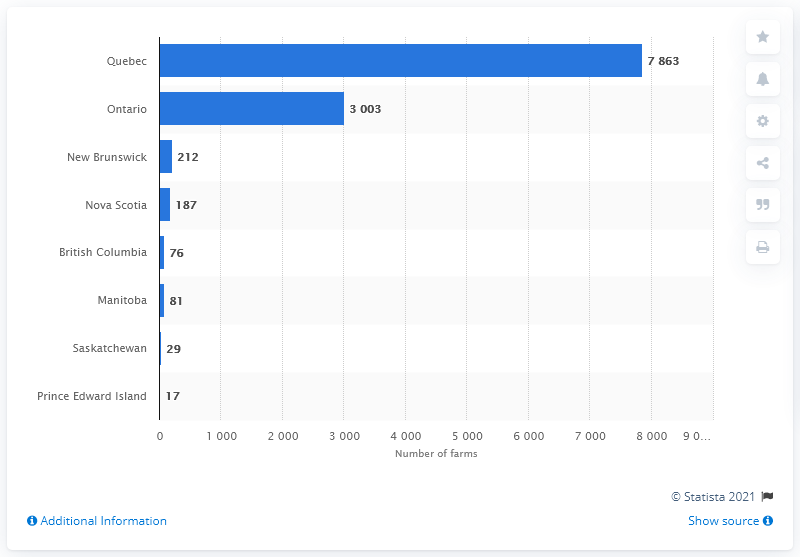 Quebec 7 863
Ontario 3 003
New Brunswick 212
Nova Scotia 187
British Columbia 76
Manitoba 81
Saskatchewan 29
Prince Edward Island 17
0 1 000 2 000 3 000 4 000 5 000 6 000 7 000 8 000 9 0...
Number of farms
© Statista 2021
Additional Information Show source